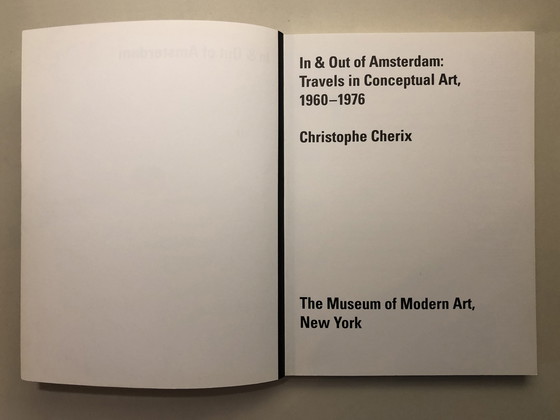 In & Out of Amsterdam:
Travels in Conceptual Art,
1960–1976
Christophe Cherix
The Museum of Modern Art,
New York